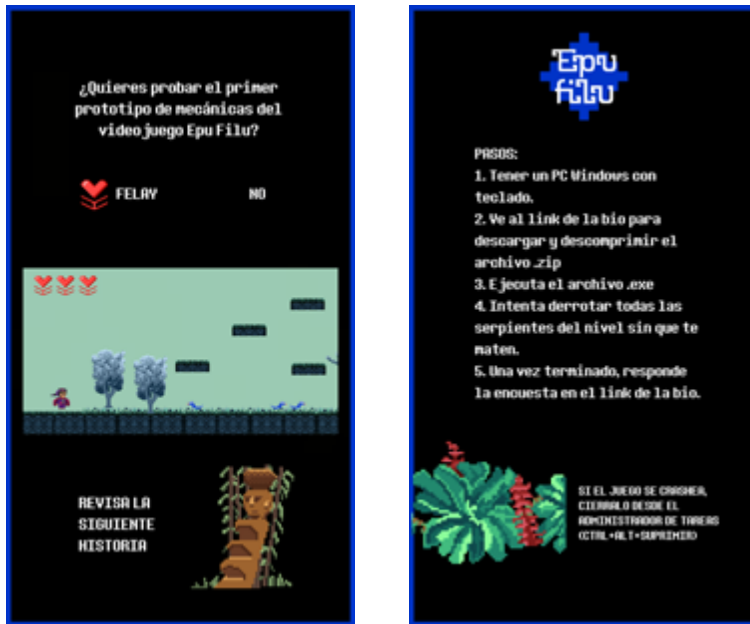 ¿Quieres probar el primer
prototipo de mecánicas del
videojuego Epu Filu?
FELAY NO
REVISA LA
SIGUIENTE
HISTORIA
Epu
filu
PASOS:
1. Tener un PC Windows con
teclado.
2. Ve al link de la bio para
descargar y descomprimir el
archivo .zip
3. Ejecuta el archivo .exe
4. Intenta derrotar todas las
serpientes del nivel sin que te
maten.
5. Una vez terminado, responde
la encuesta en el link de la bio.
SI EL JUEGO SE CRASHEA,
CIERRALO DESDE EL
ADMINISTRADOR DE TAREAS
(CTRL+ALT+SUPRIMIR)